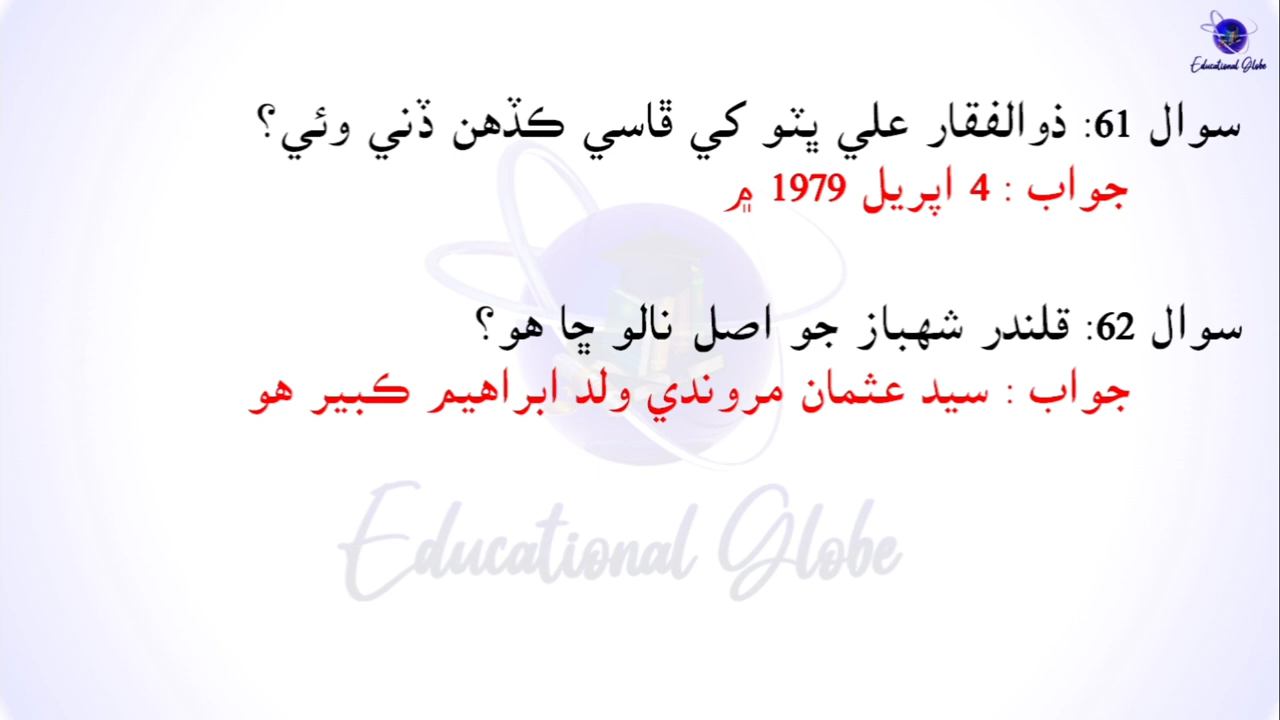 Educational Globe
سوال 61: ذوالفقار علي ڀٽو کي ڦاسي ڪڏهن ڏني وئي؟
جواب : 4 اپريل 1979 ۾
سوال 62: قلندر شهباز جو اصل نالو ڇا هو؟
جواب : سيد عثمان مروندي ولد ابراهيم ڪبير هو
Educational Globe